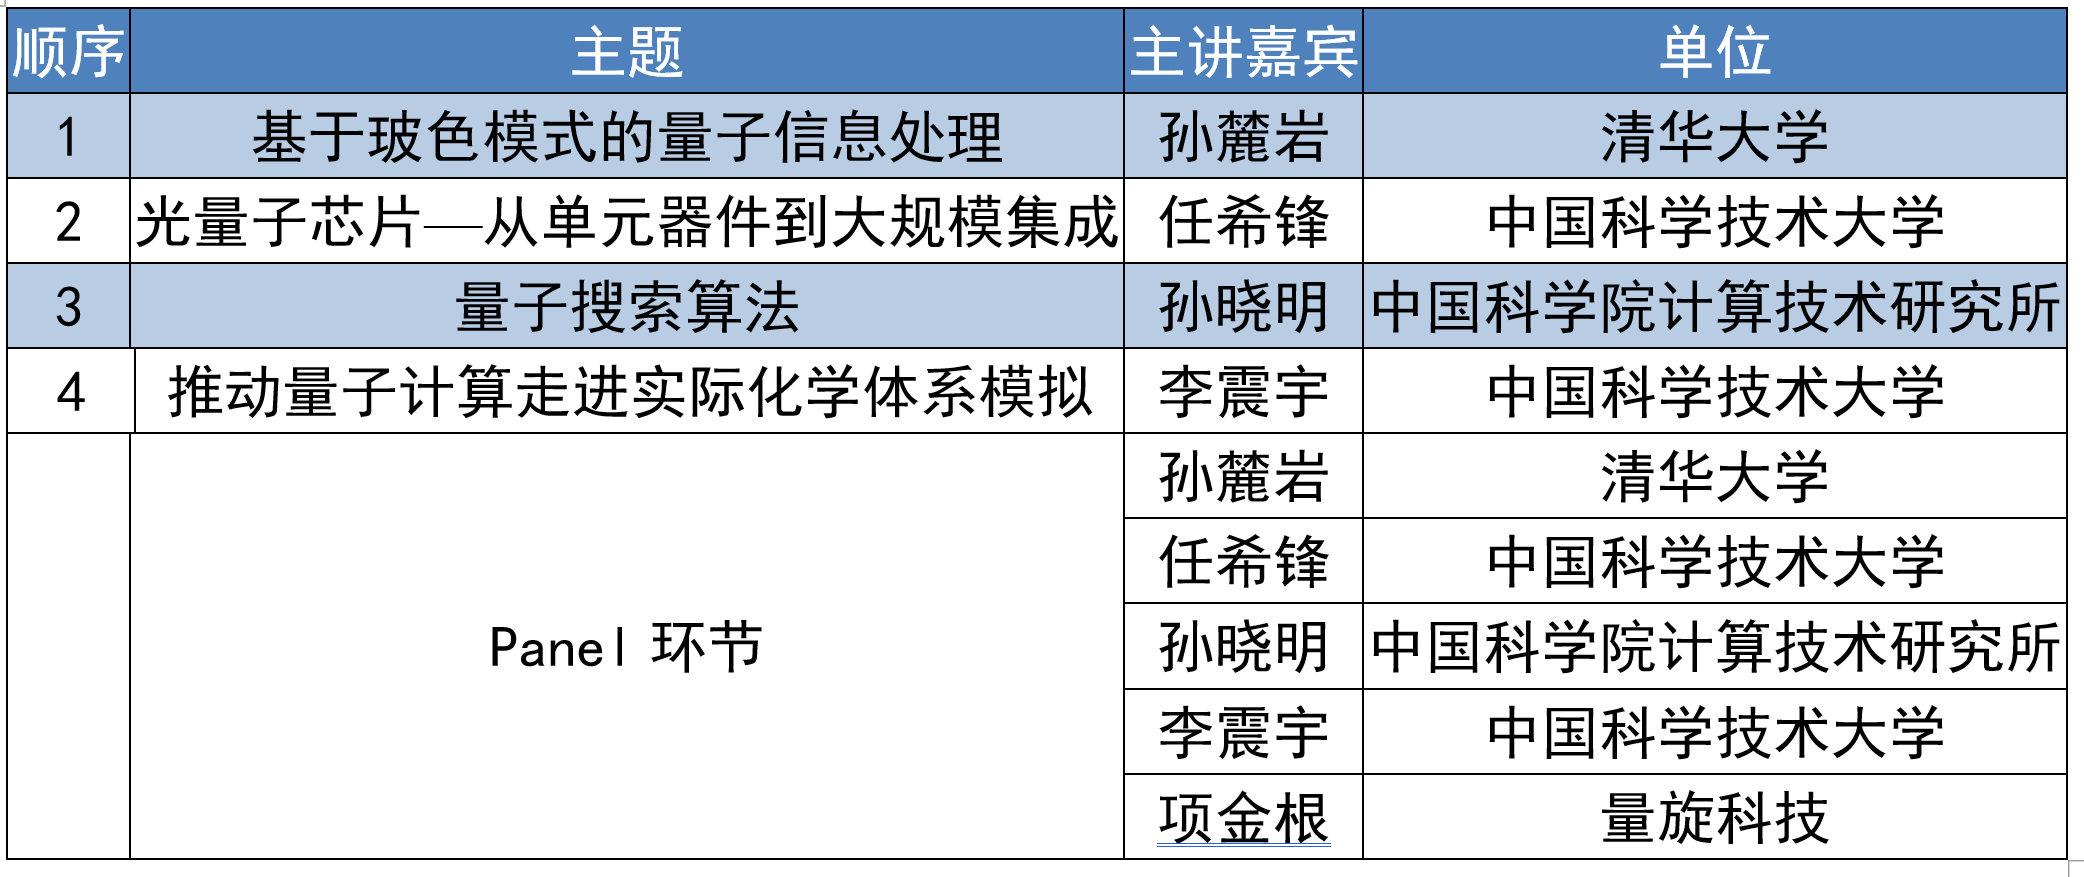 顺序 主题 主讲嘉宾 单位
1 基于玻色模式的量子信息处理 孙麓岩 清华大学
2 光量子芯片——从单元器件到大规模集成 任希锋 中国科学技术大学
3 量子搜索算法 孙晓明 中国科学院计算技术研究所
4 推动量子计算走进实际化学体系模拟 李震宇 中国科学技术大学
孙麓岩 清华大学
任希锋 中国科学技术大学
Panel 环节 孙晓明 中国科学院计算技术研究所
李震宇 中国科学技术大学
项金根 量旋科技